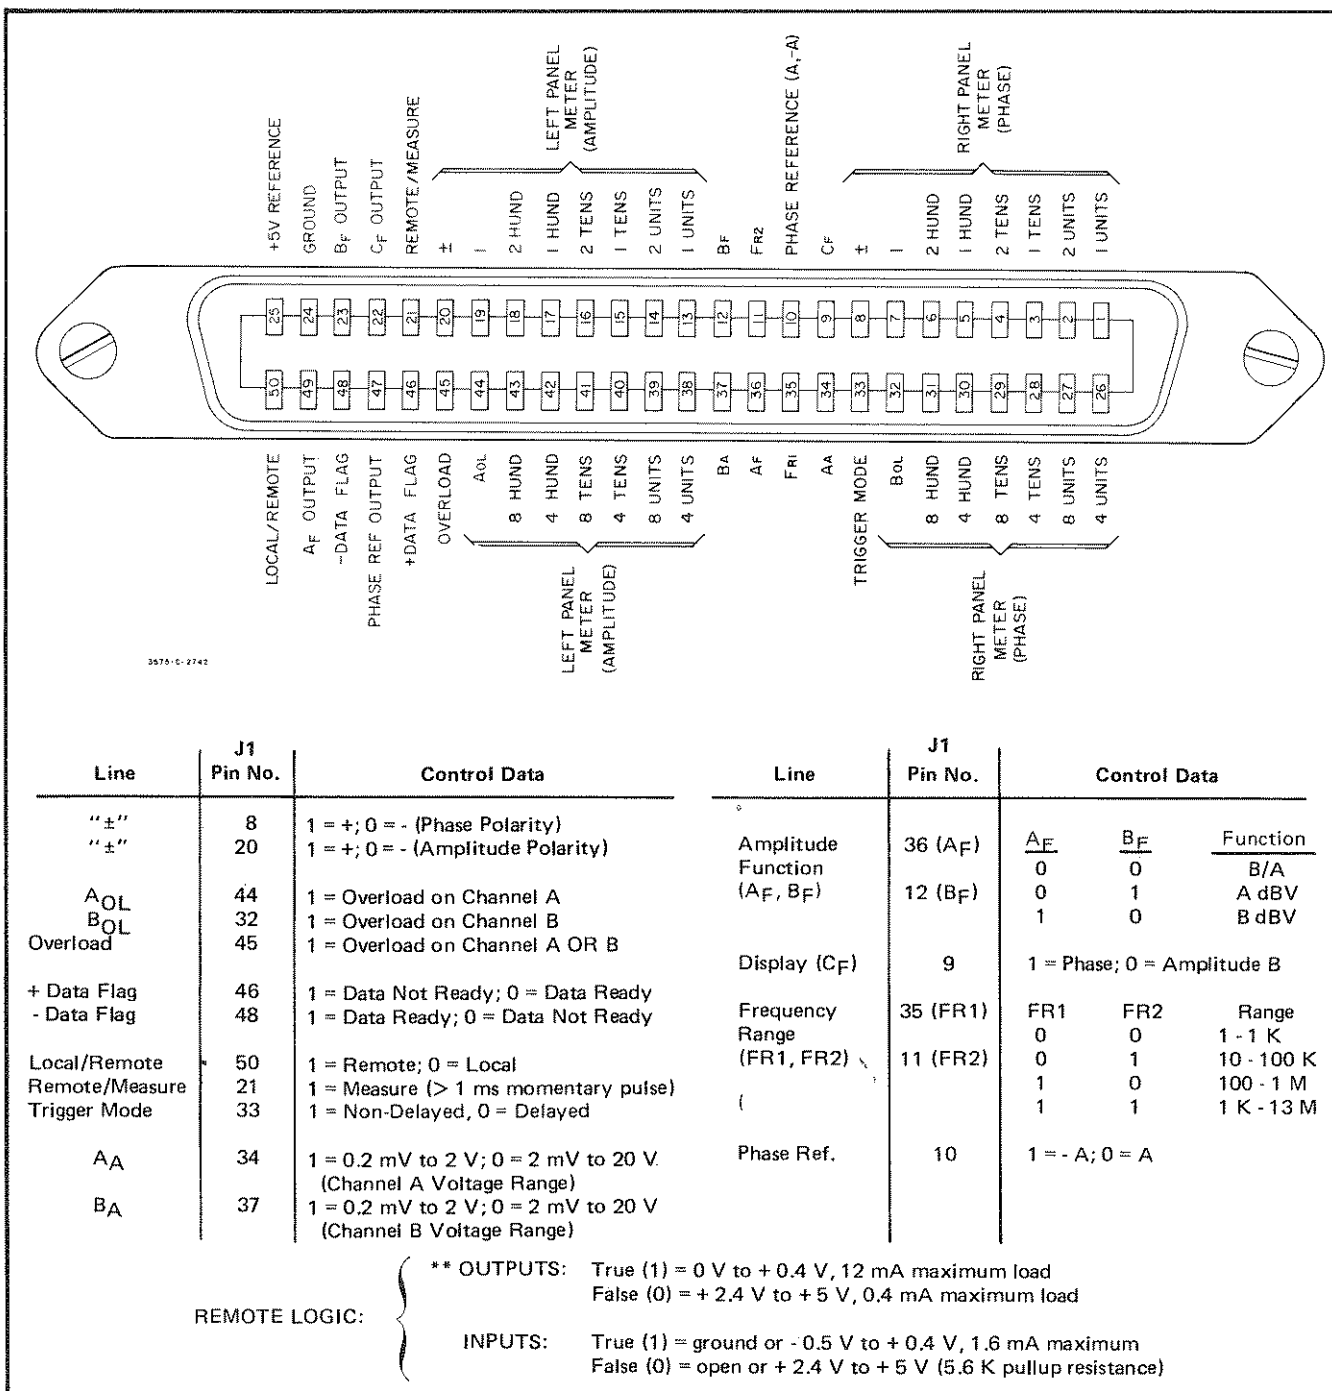 LEFT PANEL
METER
(AMPLITUDE)
RIGHT PANEL
METER
(PHASE)
+5V REFERENCE
GROUND
BF OUTPUT
CF OUTPUT
REMOTE/MEASURE
±
1
2 HUND
1 HUND
2 TENS
1 TENS
2 UNITS
1 UNITS
BF
FR2
PHASE REFERENCE (A,-A)
CF
±
1
2 HUND
1 HUND
2 TENS
1 TENS
2 UNITS
1 UNITS
25 24 23 22 21 20 19 18 17 16 15 14 13 12 11 10 9 8 7 6 5 4 3 2 1
50 49 48 47 46 45 44 43 42 41 40 39 38 37 36 35 34 33 32 31 30 29 28 27 26
LOCAL/REMOTE
AF OUTPUT
-DATA FLAG
PHASE REF OUTPUT
+DATA FLAG
OVERLOAD
AOL
8 HUND
4 HUND
8 TENS
4 TENS
8 UNITS
4 UNITS
BA
AF
FR1
AA
TRIGGER MODE
BOL
8 HUND
4 HUND
8 TENS
4 TENS
8 UNITS
4 UNITS
LEFT PANEL
METER
(AMPLITUDE)
RIGHT PANEL
METER
(PHASE)
3575-C-2742
Line J1 Pin No. Control Data
"±" 8 1 = +; 0 = - (Phase Polarity)
"±" 20 1 = +; 0 = - (Amplitude Polarity)
AOL 44 1 = Overload on Channel A
BOL 32 1 = Overload on Channel B
Overload 45 1 = Overload on Channel A OR B
+ Data Flag 46 1 = Data Not Ready; 0 = Data Ready
- Data Flag 48 1 = Data Ready; 0 = Data Not Ready
Local/Remote 50 1 = Remote; 0 = Local
Remote/Measure 21 1 = Measure (> 1 ms momentary pulse)
Trigger Mode 33 1 = Non-Delayed, 0 = Delayed
AA 34 1 = 0.2 mV to 2 V; 0 = 2 mV to 20 V.
(Channel A Voltage Range)
BA 37 1 = 0.2 mV to 2 V; 0 = 2 mV to 20 V
(Channel B Voltage Range)
Line J1 Pin No. Control Data
Amplitude 36 (AF) AF BF Function
Function 0 0 B/A
(AF, BF) 12 (BF) 0 1 A dBV
1 0 B dBV
Display (CF) 9 1 = Phase; 0 = Amplitude B
Frequency 35 (FR1) FR1 FR2 Range
Range 0 0 1 - 1 K
(FR1, FR2) 11 (FR2) 0 1 10 - 100 K
1 0 100 - 1 M
( 1 1 1 K - 13 M
Phase Ref. 10 1 = - A; 0 = A
REMOTE LOGIC:
** OUTPUTS: True (1) = 0 V to + 0.4 V, 12 mA maximum load
False (0) = + 2.4 V to + 5 V, 0.4 mA maximum load
INPUTS: True (1) = ground or - 0.5 V to + 0.4 V, 1.6 mA maximum
False (0) = open or + 2.4 V to + 5 V (5.6 K pullup resistance)